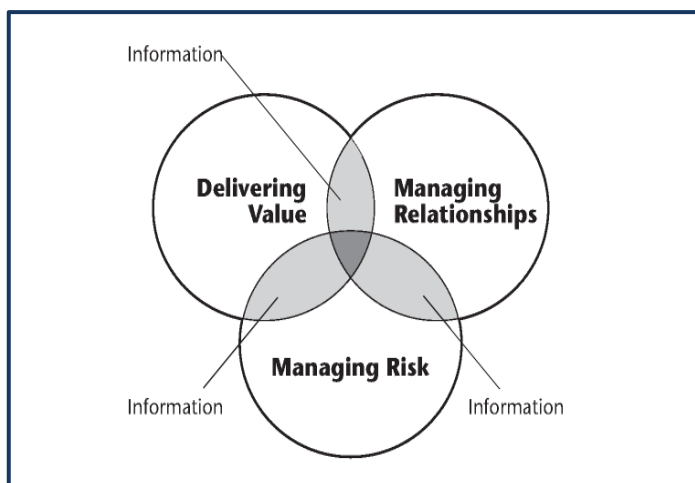 Information
Delivering Value
Managing Relationships
Managing Risk
Information
Information